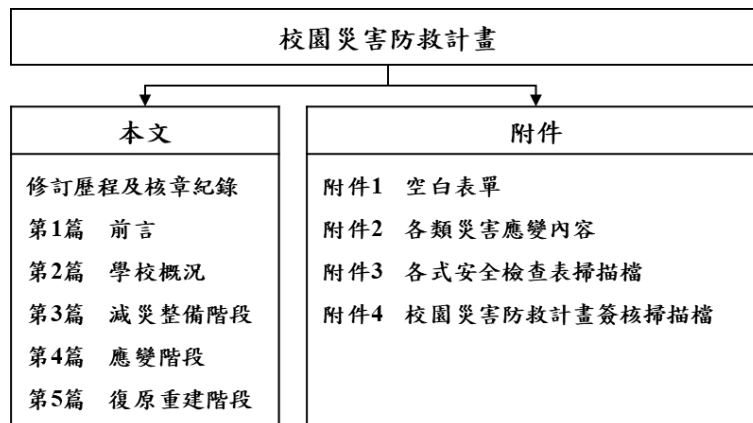 校園災害防救計畫
本文
修訂歷程及核章紀錄
第1篇 前言
第2篇 學校概況
第3篇 減災整備階段
第4篇 應變階段
第5篇 復原重建階段
附件
附件1 空白表單
附件2 各類災害應變內容
附件3 各式安全檢查表掃描檔
附件4 校園災害防救計畫簽核掃描檔